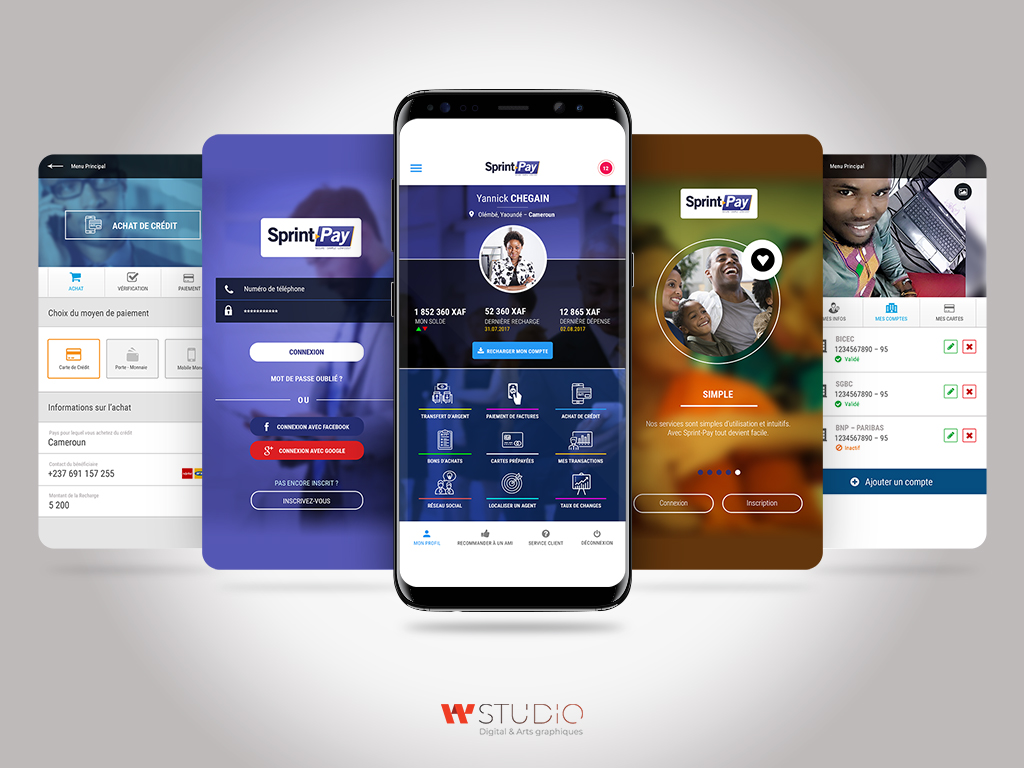 Menu Principal
ACHAT DE CRÉDIT
ACHAT
VÉRIFICATION
PAIEMENT
Choix du moyen de paiement
Carte de Crédit
Porte - Monnaie
Mobile Mon
Informations sur l'achat
Pays pour lequel vous achetez du crédit
Cameroun
Contact du bénéficiaire
+237 691 157 255
Montant de la Recharge
5 200
Sprint-Pay
Numéro de téléphone
***********
CONNEXION
MOT DE PASSE OUBLIÉ ?
OU
CONNEXION AVEC FACEBOOK
CONNEXION AVEC GOOGLE
PAS ENCORE INSCRIT ?
INSCRIVEZ-VOUS
Sprint-Pay
12
Yannick CHEGAIN
Olémbé, Yaoundé – Cameroun
1 852 360 XAF
MON SOLDE
52 360 XAF
DERNIÈRE RECHARGE
31.07.2017
12 865 XAF
DERNIÈRE DÉPENSE
02.08.2017
RECHARGER MON COMPTE
TRANSFERT D'ARGENT
PAIEMENT DE FACTURES
ACHAT DE CRÉDIT
BONS D'ACHATS
CARTES PRÉPAYÉES
MES TRANSACTIONS
RÉSEAU SOCIAL
LOCALISER UN AGENT
TAUX DE CHANGES
MON PROFIL
RECOMMANDER À UN AMI
SERVICE CLIENT
DÉCONNEXION
Sprint-Pay
SIMPLE
Nos services sont simples d'utilisation et intuitifs.
Avec Sprint-Pay tout devient facile.
Connexion
Inscription
Menu Principal
MES INFOS
MES COMPTES
MES CARTES
BICEC
1234567890 – 95
Validé
SGBC
1234567890 – 95
Validé
BNP – PARIBAS
1234567890 – 95
Inactif
Ajouter un compte
W STUDIO
Digital & Arts graphiques